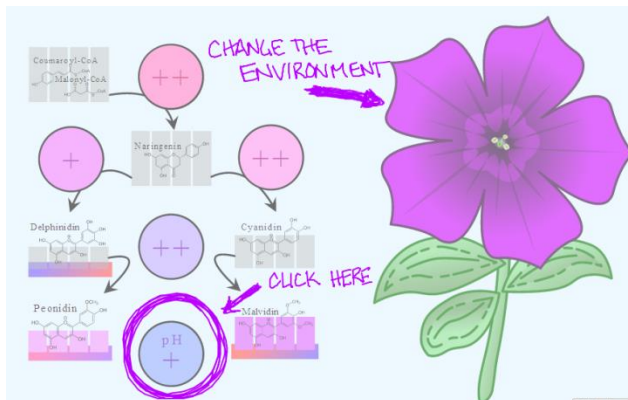 CHANGE THE
ENVIRONMENT
Coumaroyl-CoA
Malonyl-CoA
++
Naringenin
+
++
Delphinidin
++
Cyanidin
CLICK HERE
Peonidin
pH
+
Malvidin